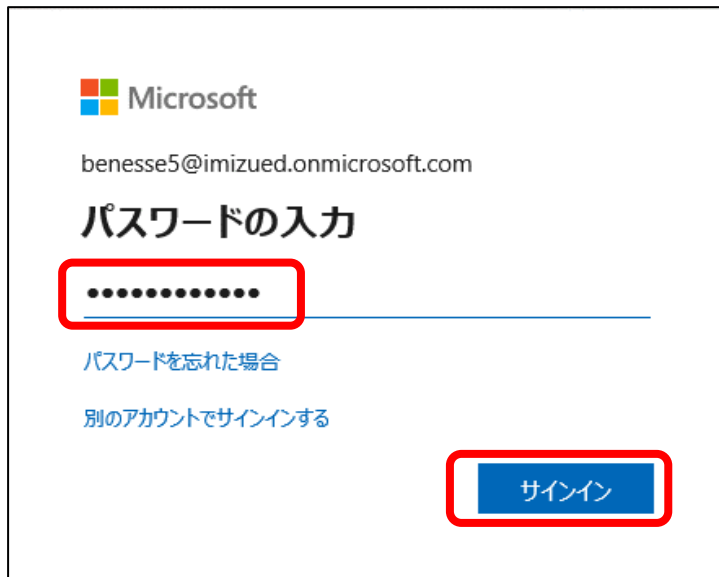 Microsoft
benesse5@imizued.onmicrosoft.com
パスワードの入力
••••••••••••
パスワードを忘れた場合
別のアカウントでサインインする
サインイン